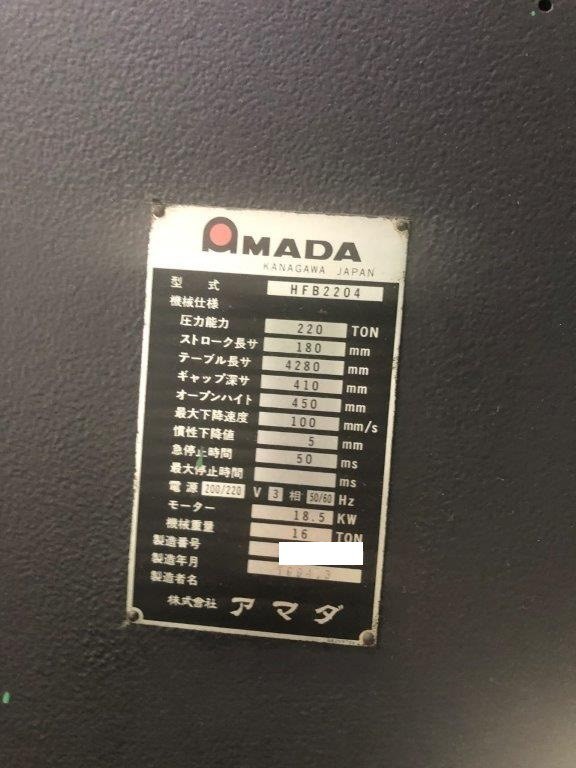 AMADA
KANAGAWA JAPAN
型式 HFB2204
機械仕様
圧力能力 220 TON
ストローク長サ 180 mm
テーブル長サ 4280 mm
ギャップ深サ 410 mm
オープンハイト 450 mm
最大下降速度 100 mm/s
慣性下降値 5 mm
急停止時間 50 ms
最大停止時間 ms
電源 200/220 V 3 相 50/60 Hz
モーター 18.5 KW
機械重量 16 TON
製造番号
製造年月
製造者名
株式会社 アマダ